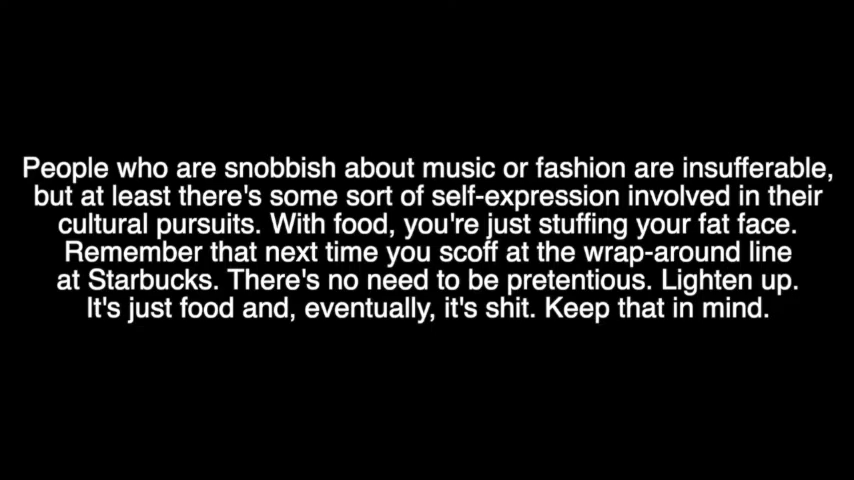 People who are snobbish about music or fashion are insufferable,
but at least there's some sort of self-expression involved in their
cultural pursuits. With food, you're just stuffing your fat face.
Remember that next time you scoff at the wrap-around line
at Starbucks. There's no need to be pretentious. Lighten up.
It's just food and, eventually, it's shit. Keep that in mind.